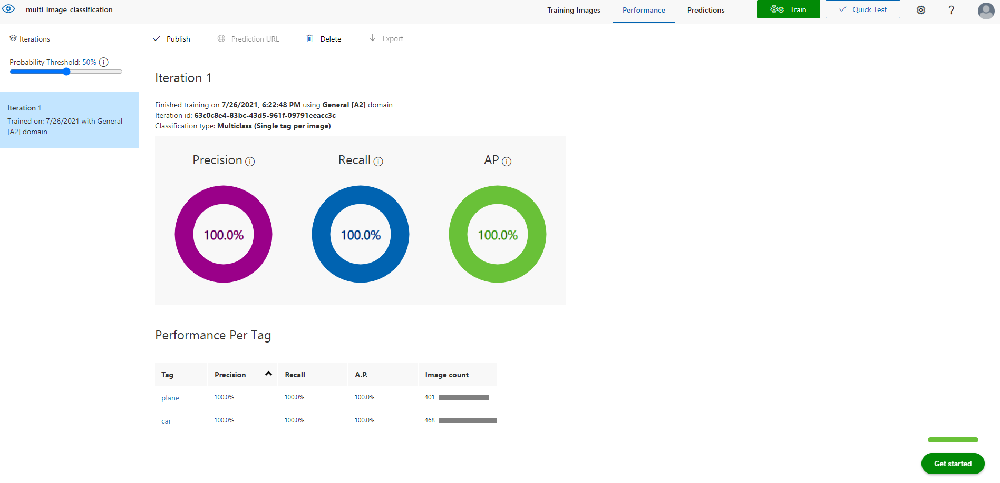 multi_image_classification
Training Images
Performance
Predictions
Train
Quick Test
?
Iterations
Probability Threshold: 50%
Iteration 1
Trained on: 7/26/2021 with General
[A2] domain
Publish
Prediction URL
Delete
Export
Iteration 1
Finished training on 7/26/2021, 6:22:48 PM using General [A2] domain
Iteration id: 63c0c8e4-83bc-43d5-961f-09791eeacc3c
Classification type: Multiclass (Single tag per image)
Precision
Recall
AP
100.0%
100.0%
100.0%
Performance Per Tag
Tag Precision Recall A.P. Image count
plane 100.0% 100.0% 100.0% 401
car 100.0% 100.0% 100.0% 468
Get started